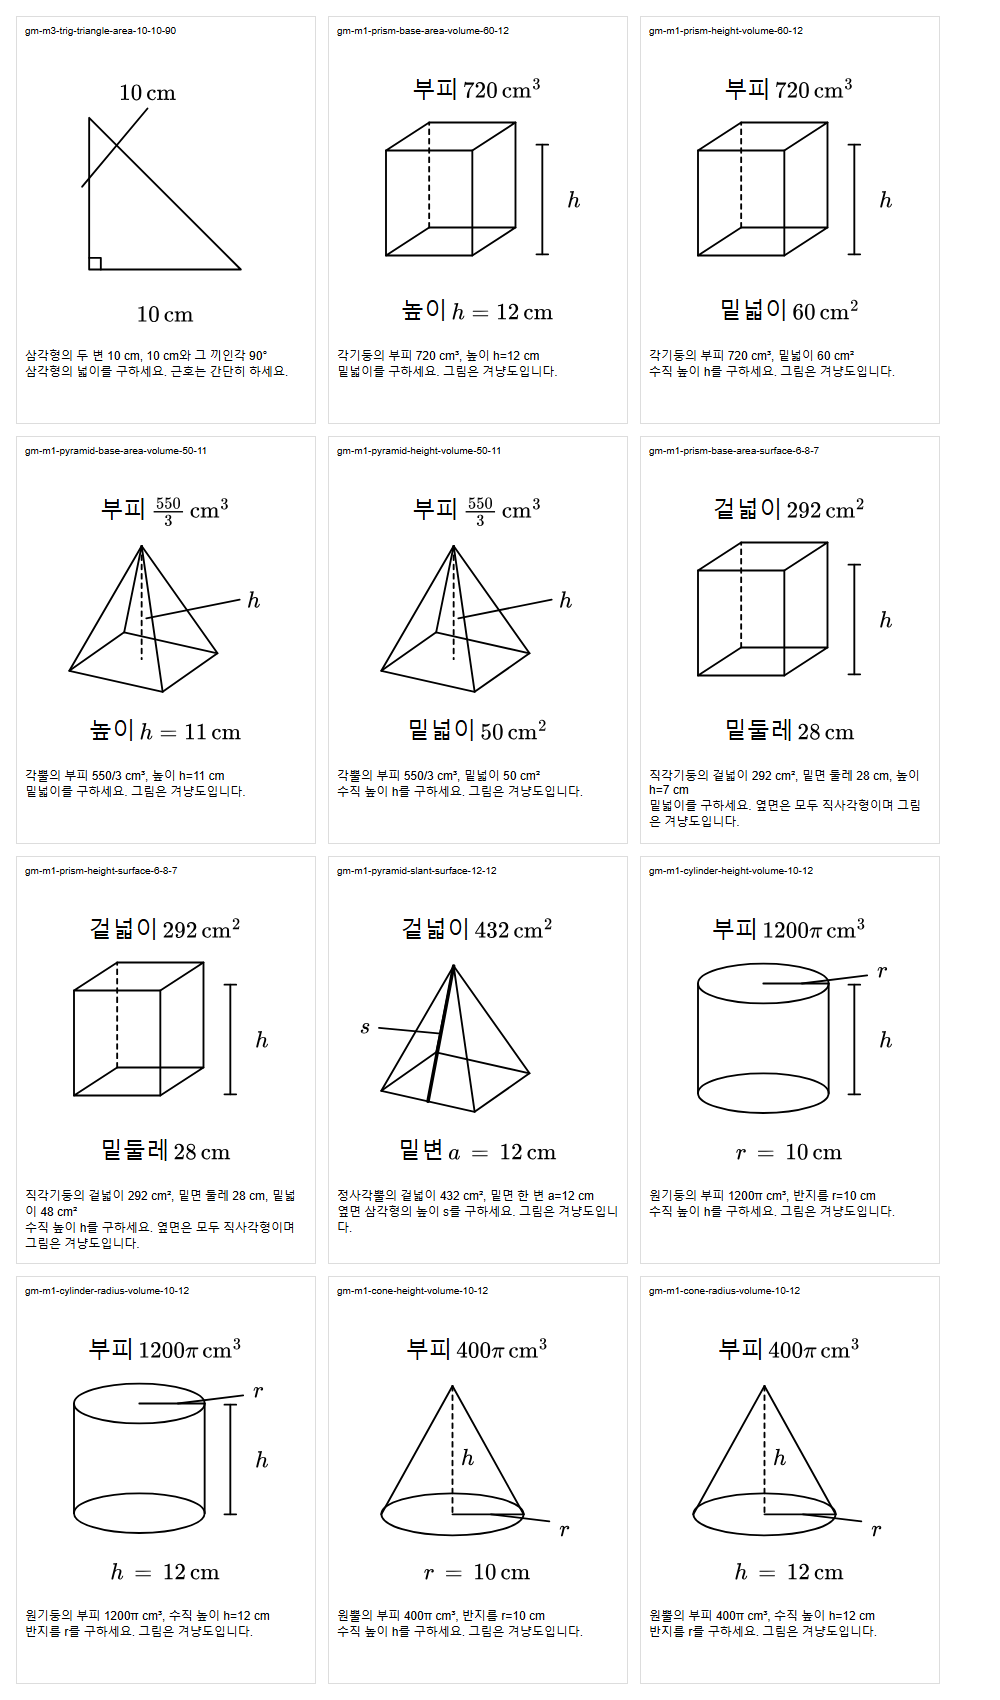 gm-m3-trig-triangle-area-10-10-90
10 cm
10 cm
삼각형의 두 변 10 cm, 10 cm와 그 끼인각 90°
삼각형의 넓이를 구하세요. 근호는 간단히 하세요.
gm-m1-prism-base-area-volume-60-12
부피 720 cm³
h
높이 h = 12 cm
각기둥의 부피 720 cm³, 높이 h=12 cm
밑넓이를 구하세요. 그림은 겨냥도입니다.
gm-m1-prism-height-volume-60-12
부피 720 cm³
h
밑넓이 60 cm²
각기둥의 부피 720 cm³, 밑넓이 60 cm²
수직 높이 h를 구하세요. 그림은 겨냥도입니다.
gm-m1-pyramid-base-area-volume-50-11
부피 550/3 cm³
h
높이 h = 11 cm
각뿔의 부피 550/3 cm³, 높이 h=11 cm
밑넓이를 구하세요. 그림은 겨냥도입니다.
gm-m1-pyramid-height-volume-50-11
부피 550/3 cm³
h
밑넓이 50 cm²
각뿔의 부피 550/3 cm³, 밑넓이 50 cm²
수직 높이 h를 구하세요. 그림은 겨냥도입니다.
gm-m1-prism-base-area-surface-6-8-7
겉넓이 292 cm²
h
밑둘레 28 cm
직각기둥의 겉넓이 292 cm², 밑면 둘레 28 cm, 높이
h=7 cm
밑넓이를 구하세요. 옆면은 모두 직사각형이며 그림
은 겨냥도입니다.
gm-m1-prism-height-surface-6-8-7
겉넓이 292 cm²
h
밑둘레 28 cm
직각기둥의 겉넓이 292 cm², 밑면 둘레 28 cm, 밑넓
이 48 cm²
수직 높이 h를 구하세요. 옆면은 모두 직사각형이며
그림은 겨냥도입니다.
gm-m1-pyramid-slant-surface-12-12
겉넓이 432 cm²
s
밑변 a = 12 cm
정사각뿔의 겉넓이 432 cm², 밑면 한 변 a=12 cm
옆면 삼각형의 높이 s를 구하세요. 그림은 겨냥도입니
다.
gm-m1-cylinder-height-volume-10-12
부피 1200π cm³
r
h
r = 10 cm
원기둥의 부피 1200π cm³, 반지름 r=10 cm
수직 높이 h를 구하세요. 그림은 겨냥도입니다.
gm-m1-cylinder-radius-volume-10-12
부피 1200π cm³
r
h
h = 12 cm
원기둥의 부피 1200π cm³, 수직 높이 h=12 cm
반지름 r를 구하세요. 그림은 겨냥도입니다.
gm-m1-cone-height-volume-10-12
부피 400π cm³
h
r
r = 10 cm
원뿔의 부피 400π cm³, 반지름 r=10 cm
수직 높이 h를 구하세요. 그림은 겨냥도입니다.
gm-m1-cone-radius-volume-10-12
부피 400π cm³
h
r
h = 12 cm
원뿔의 부피 400π cm³, 수직 높이 h=12 cm
반지름 r를 구하세요. 그림은 겨냥도입니다.